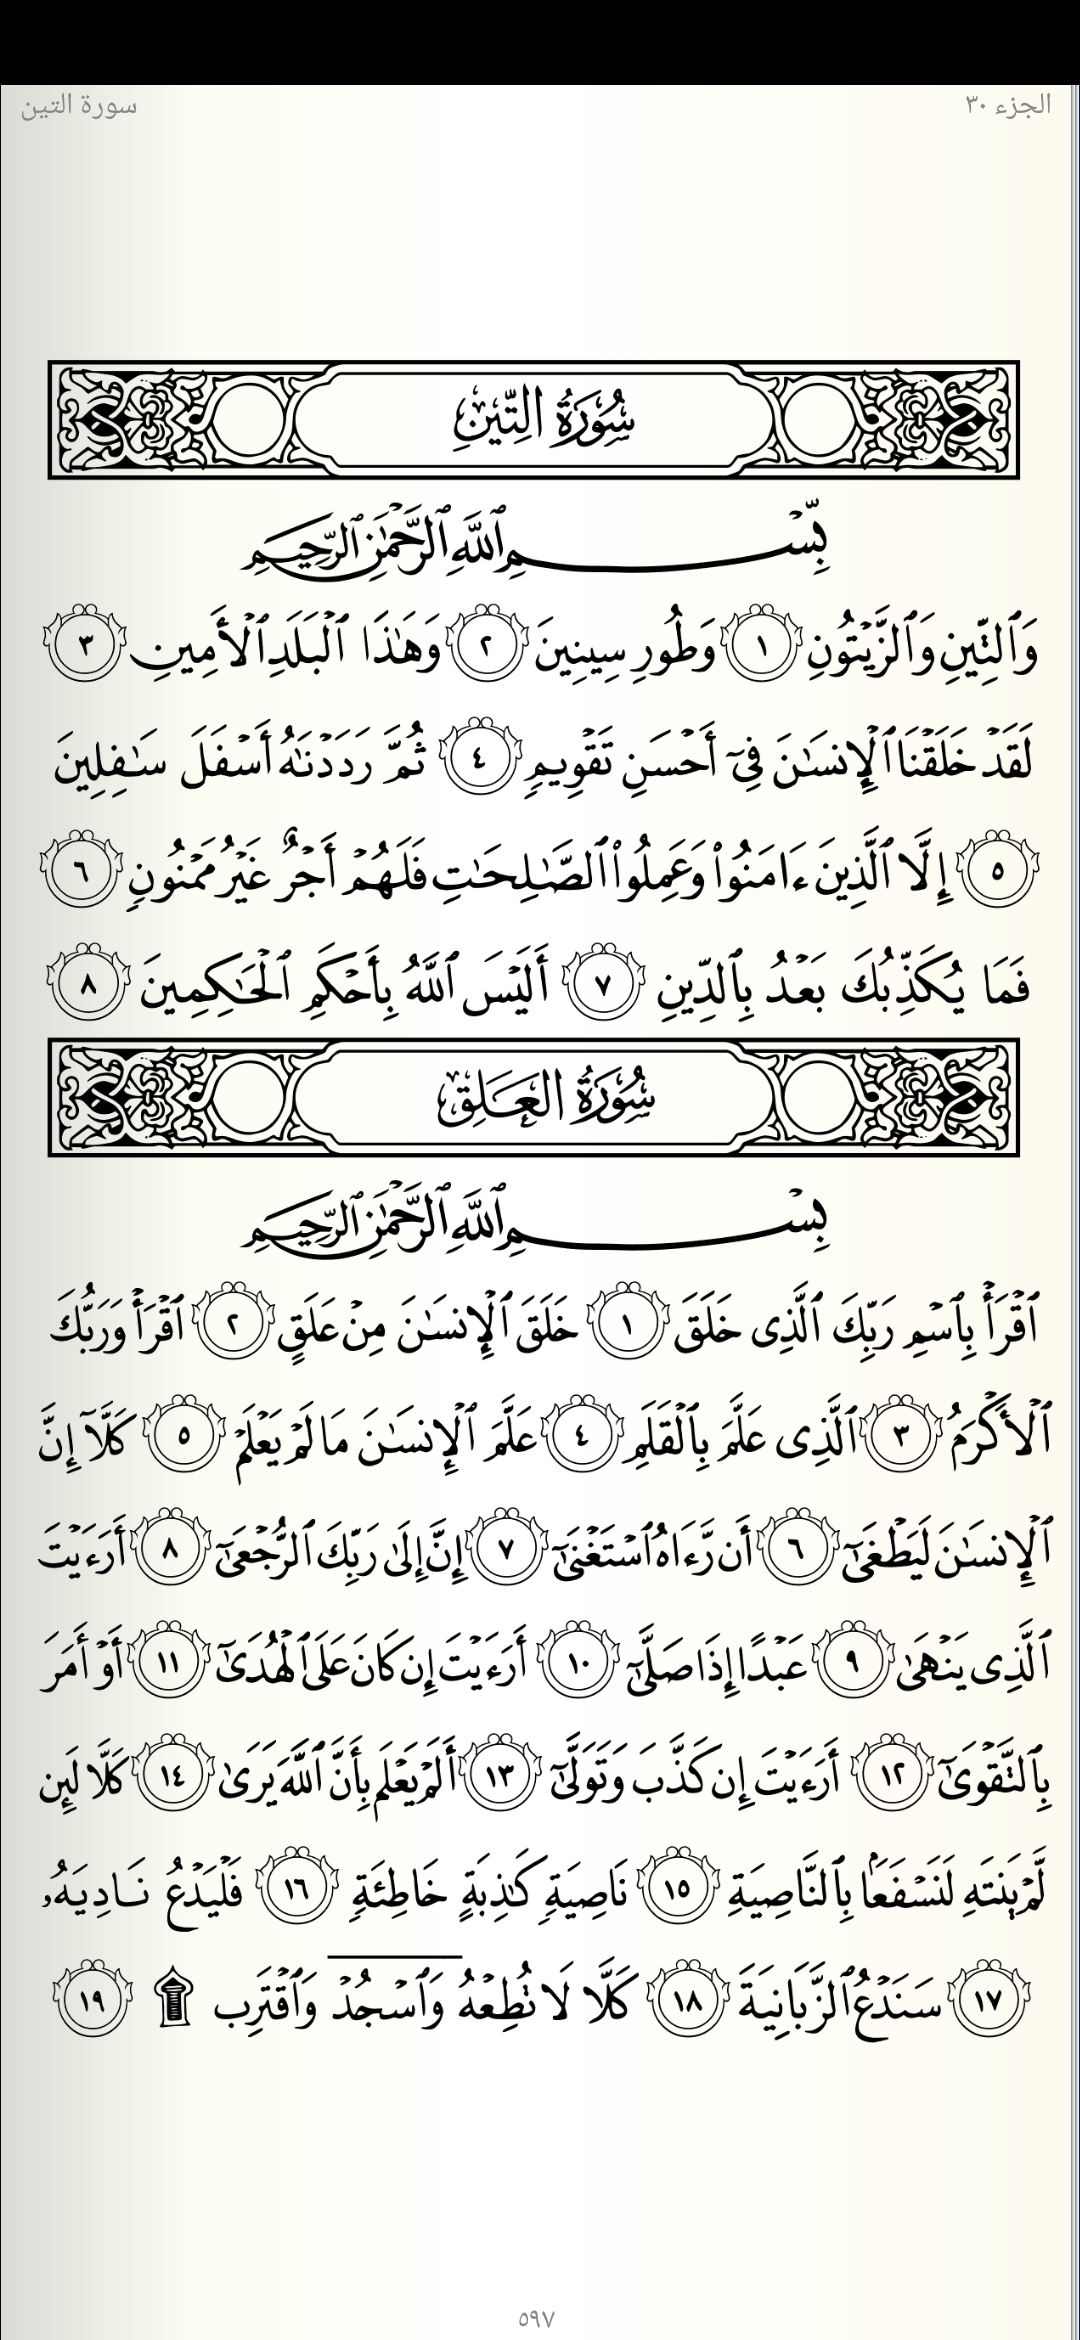 الجزء ٣٠
سورة التين
سُورَةُ التِّينِ
بِّسۡمِ ٱللَّهِ ٱلرَّحۡمَٰنِ ٱلرَّحِيمِ
وَٱلتِّينِ وَٱلزَّيۡتُونِ ١ وَطُورِ سِينِينَ ٢ وَهَٰذَا ٱلۡبَلَدِ ٱلۡأَمِينِ ٣
لَقَدۡ خَلَقۡنَا ٱلۡإِنسَٰنَ فِيٓ أَحۡسَنِ تَقۡوِيمٖ ٤ ثُمَّ رَدَدۡنَٰهُ أَسۡفَلَ سَٰفِلِينَ
٥ إِلَّا ٱلَّذِينَ ءَامَنُواْ وَعَمِلُواْ ٱلصَّٰلِحَٰتِ فَلَهُمۡ أَجۡرٌ غَيۡرُ مَمۡنُونٖ ٦
فَمَا يُكَذِّبُكَ بَعۡدُ بِٱلدِّينِ ٧ أَلَيۡسَ ٱللَّهُ بِأَحۡكَمِ ٱلۡحَٰكِمِينَ ٨
سُورَةُ العَلَقِ
بِسۡمِ ٱللَّهِ ٱلرَّحۡمَٰنِ ٱلرَّحِيمِ
ٱقۡرَأۡ بِٱسۡمِ رَبِّكَ ٱلَّذِي خَلَقَ ١ خَلَقَ ٱلۡإِنسَٰنَ مِنۡ عَلَقٍ ٢ ٱقۡرَأۡ وَرَبُّكَ
ٱلۡأَكۡرَمُ ٣ ٱلَّذِي عَلَّمَ بِٱلۡقَلَمِ ٤ عَلَّمَ ٱلۡإِنسَٰنَ مَا لَمۡ يَعۡلَمۡ ٥ كَلَّآ إِنَّ
ٱلۡإِنسَٰنَ لَيَطۡغَىٰٓ ٦ أَن رَّءَاهُ ٱسۡتَغۡنَىٰٓ ٧ إِنَّ إِلَىٰ رَبِّكَ ٱلرُّجۡعَىٰٓ ٨ أَرَءَيۡتَ
ٱلَّذِي يَنۡهَىٰ ٩ عَبۡدًا إِذَا صَلَّىٰٓ ١٠ أَرَءَيۡتَ إِن كَانَ عَلَى ٱلۡهُدَىٰٓ ١١ أَوۡ أَمَرَ
بِٱلتَّقۡوَىٰٓ ١٢ أَرَءَيۡتَ إِن كَذَّبَ وَتَوَلَّىٰٓ ١٣ أَلَمۡ يَعۡلَم بِأَنَّ ٱللَّهَ يَرَىٰ ١٤ كَلَّا لَئِن
لَّمۡ يَنتَهِ لَنَسۡفَعَۢا بِٱلنَّاصِيَةِ ١٥ نَاصِيَةٖ كَٰذِبَةٍ خَاطِئَةٖ ١٦ فَلۡيَدۡعُ نَادِيَهُۥ
١٧ سَنَدۡعُ ٱلزَّبَانِيَةَ ١٨ كَلَّا لَا تُطِعۡهُ وَٱسۡجُدۡۤ وَٱقۡتَرِب ۩ ١٩
٥٩٧